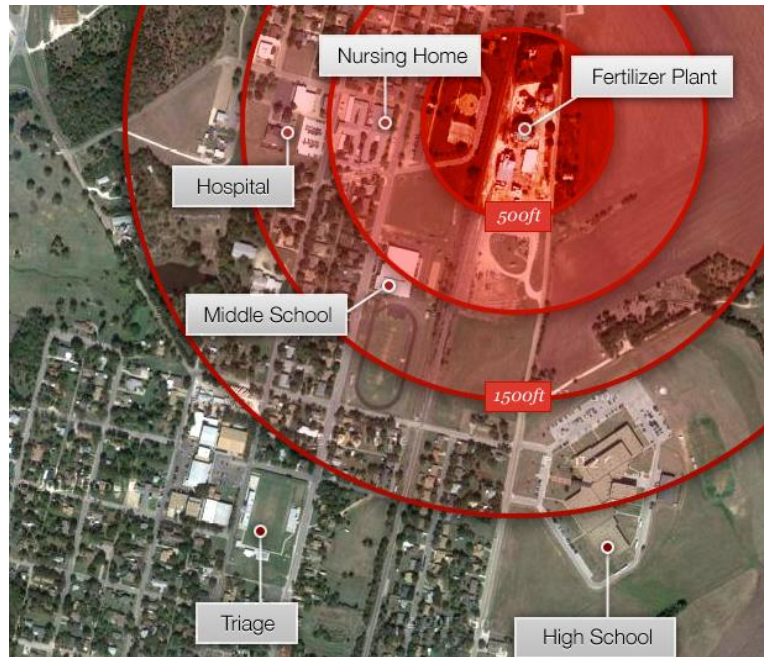 Nursing Home
Fertilizer Plant
Hospital
500ft
Middle School
1500ft
Triage
High School